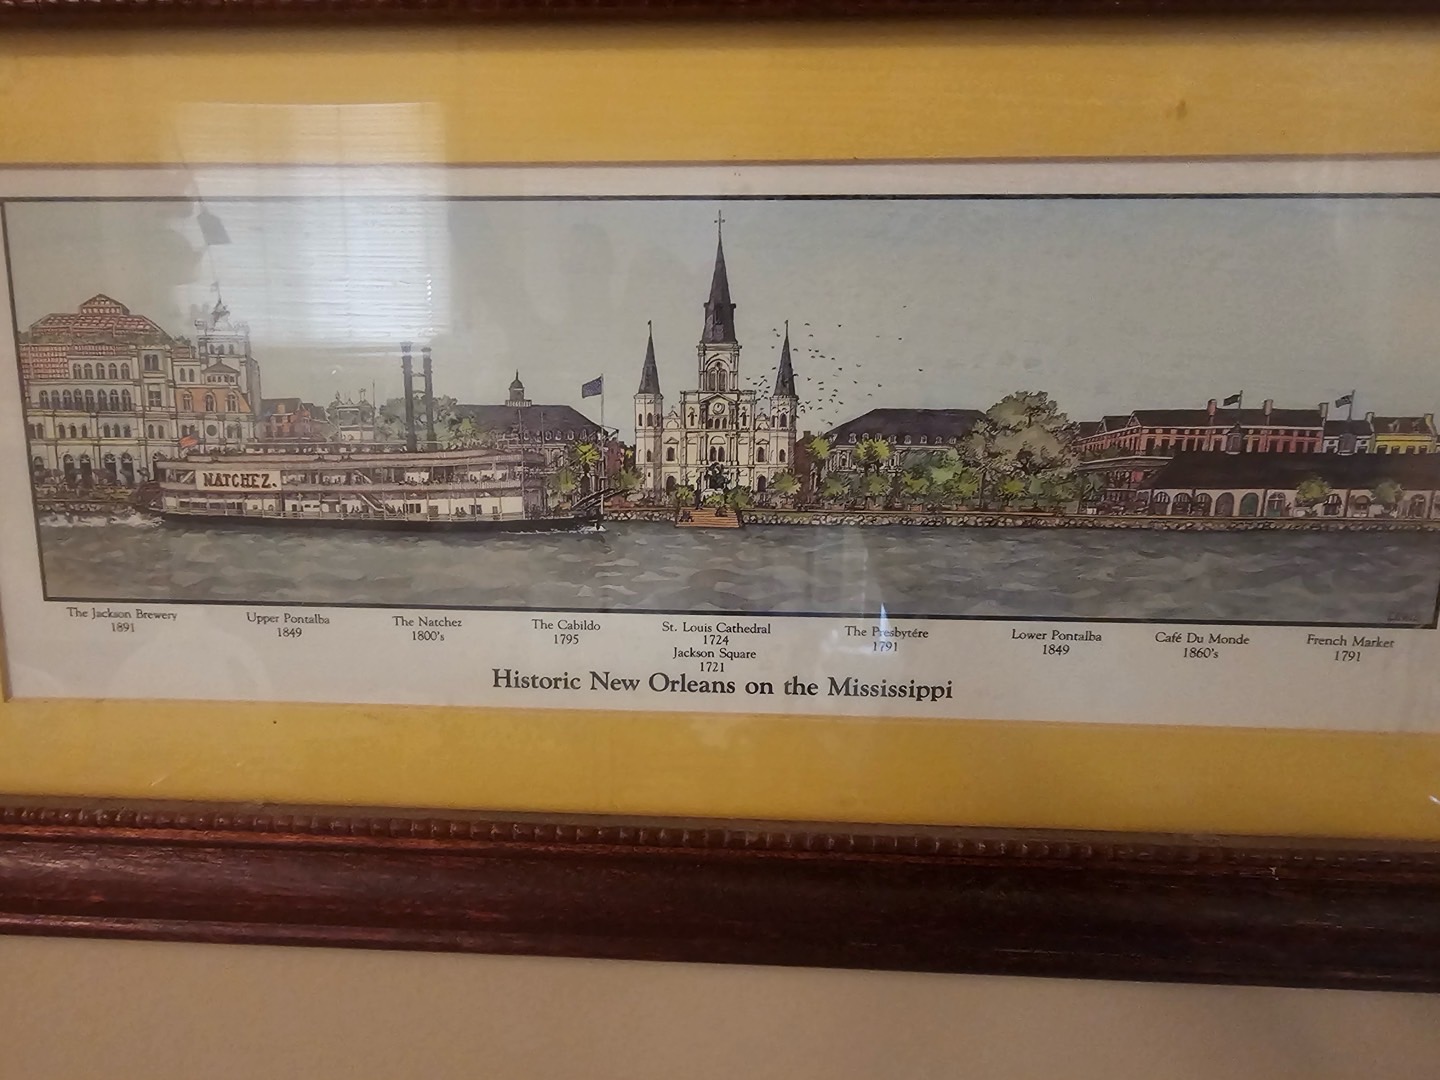 NATCHEZ.
The Jackson Brewery
1891
Upper Pontalba
1849
The Natchez
1800's
The Cabildo
1795
St. Louis Cathedral
1724
Jackson Square
1721
The Presbytére
1791
Lower Pontalba
1849
Café Du Monde
1860's
French Market
1791
Historic New Orleans on the Mississippi